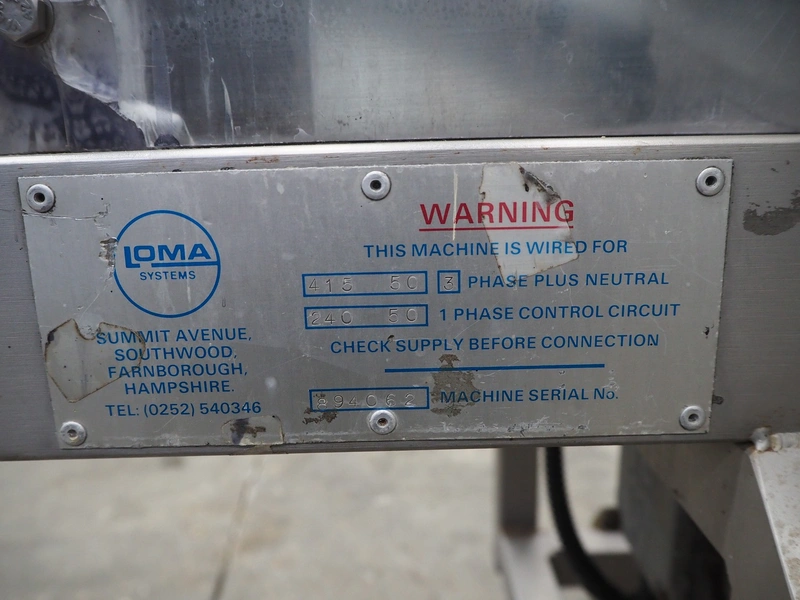 LOMA
SYSTEMS
SUMMIT AVENUE,
SOUTHWOOD,
FARNBOROUGH,
HAMPSHIRE.
TEL: (0252) 540346
WARNING
THIS MACHINE IS WIRED FOR
415 50 3 PHASE PLUS NEUTRAL
240 50 1 PHASE CONTROL CIRCUIT
CHECK SUPPLY BEFORE CONNECTION
MACHINE SERIAL No.